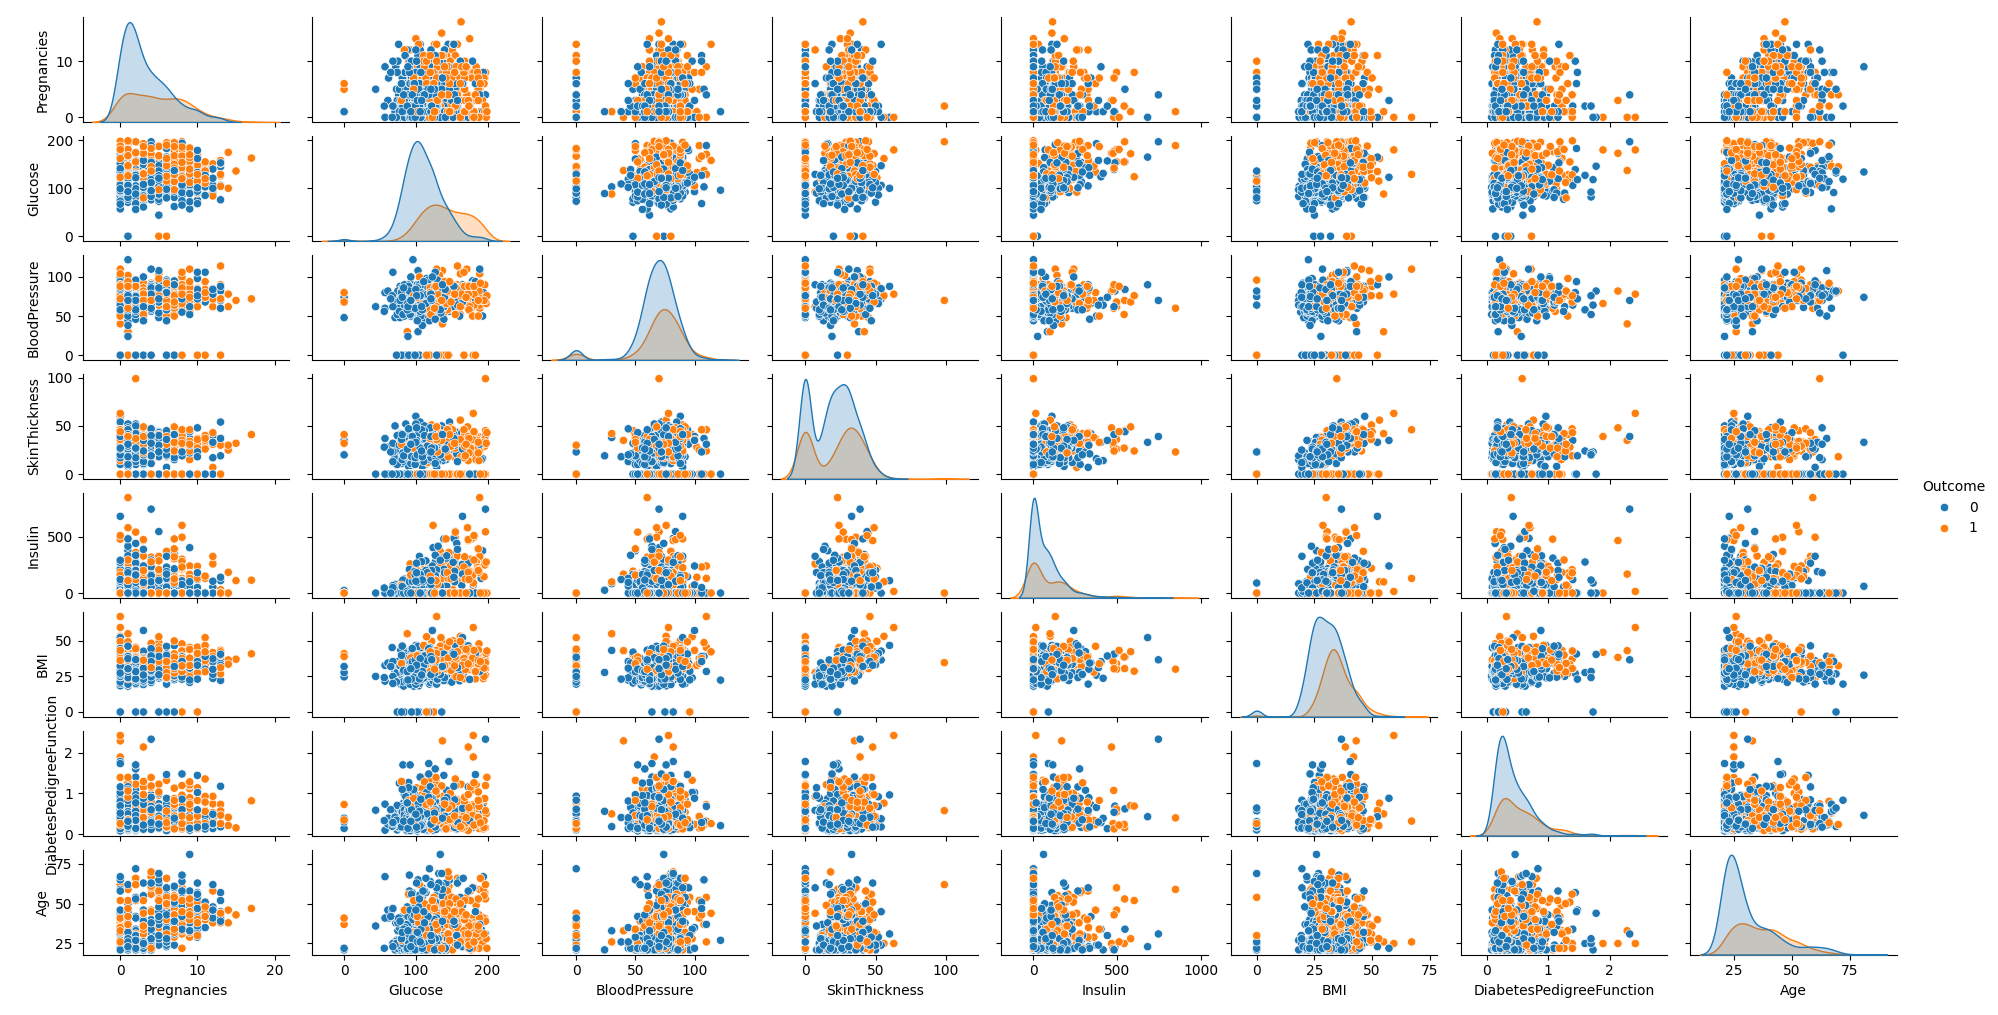 Pregnancies
10
0
Glucose
200
100
0
BloodPressure
100
50
0
SkinThickness
100
50
0
Insulin
500
0
BMI
50
25
0
DiabetesPedigreeFunction
2
1
0
Age
75
50
25
0 10 20
0 100 200
0 50 100
0 50 100
0 500 1000
0 25 50 75
0 1 2
25 50 75
Pregnancies
Glucose
BloodPressure
SkinThickness
Insulin
BMI
DiabetesPedigreeFunction
Age
Outcome
0
1